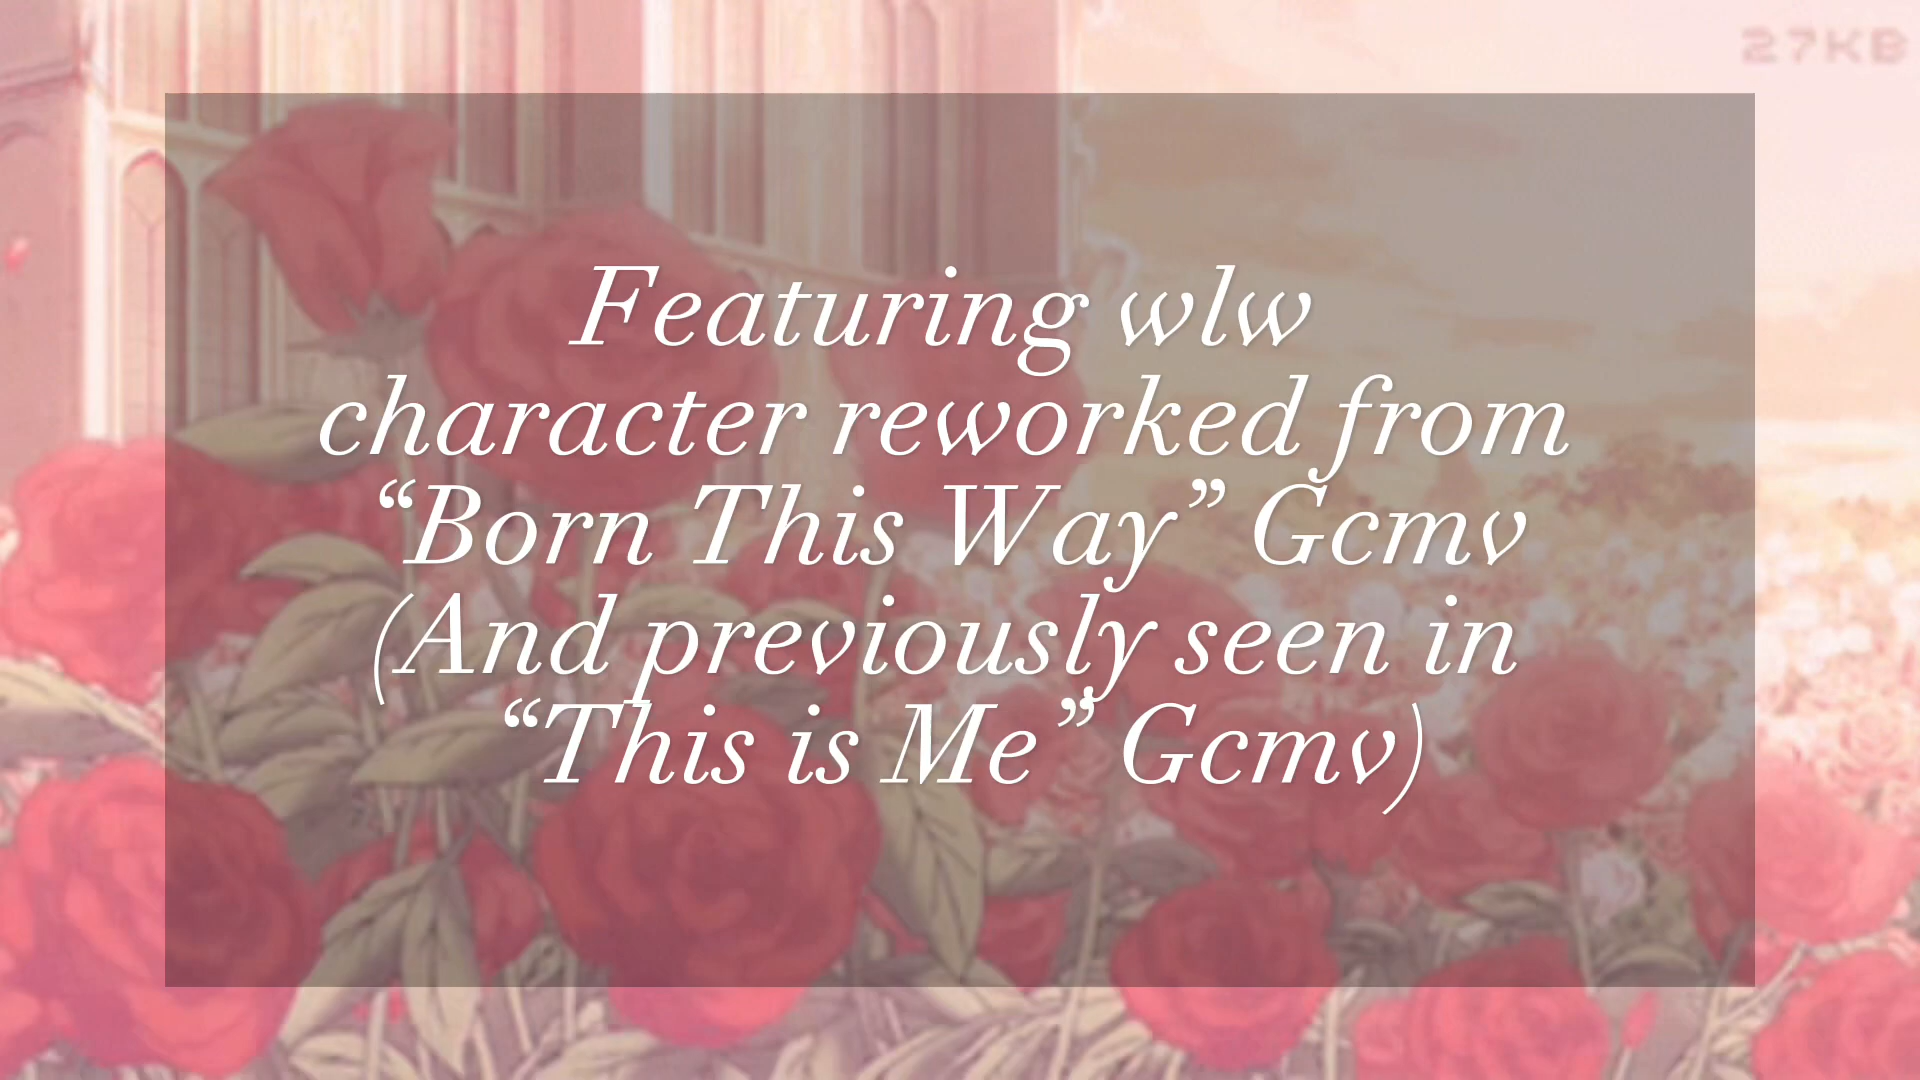 27KB
Featuring wlw
character reworked from
“Born This Way” Gcmv
(And previously seen in
“This is Me” Gcmv)